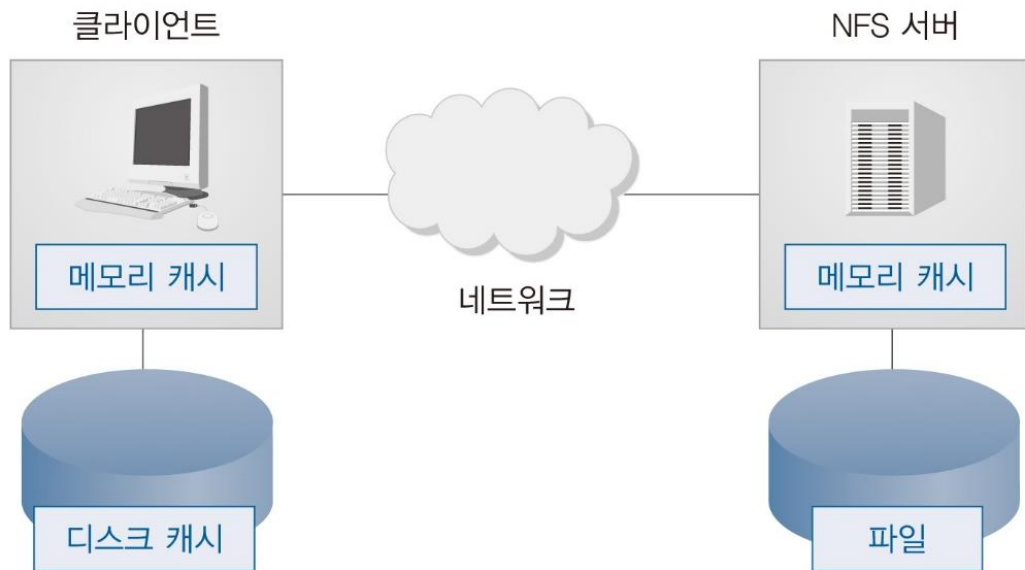 클라이언트
NFS 서버
메모리 캐시
메모리 캐시
네트워크
디스크 캐시
파일